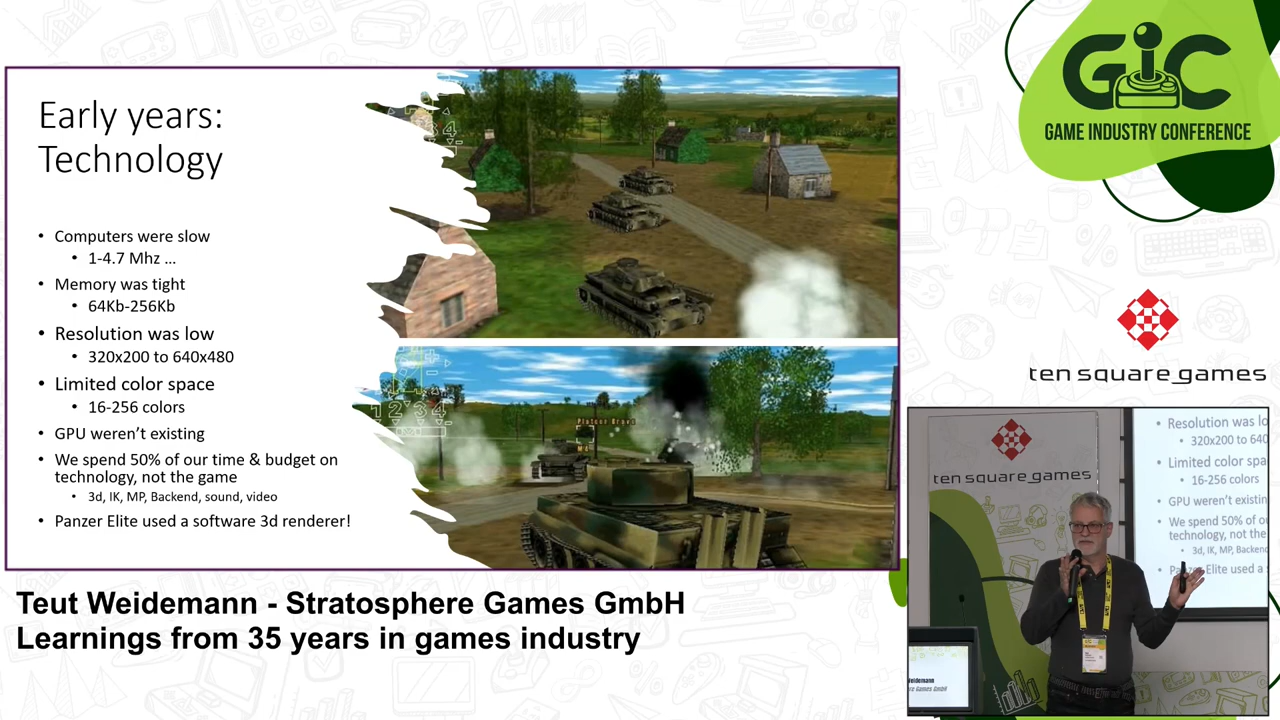 Early years:
Technology
• Computers were slow
• 1-4.7 Mhz ...
• Memory was tight
• 64Kb-256Kb
• Resolution was low
• 320x200 to 640x480
• Limited color space
• 16-256 colors
• GPU weren’t existing
• We spend 50% of our time & budget on
technology, not the game
• 3d, IK, MP, Backend, sound, video
• Panzer Elite used a software 3d renderer!
Teut Weidemann - Stratosphere Games GmbH
Learnings from 35 years in games industry
GIC
GAME INDUSTRY CONFERENCE
ten square games
ten square games
• Resolution was lo
• 320x200 to 640
• Limited color spa
• 16-256 colors
• GPU weren’t existin
• We spend 50% of o
technology, not the
• 3d, IK, MP, Backend
Elite used a s
Weidemann